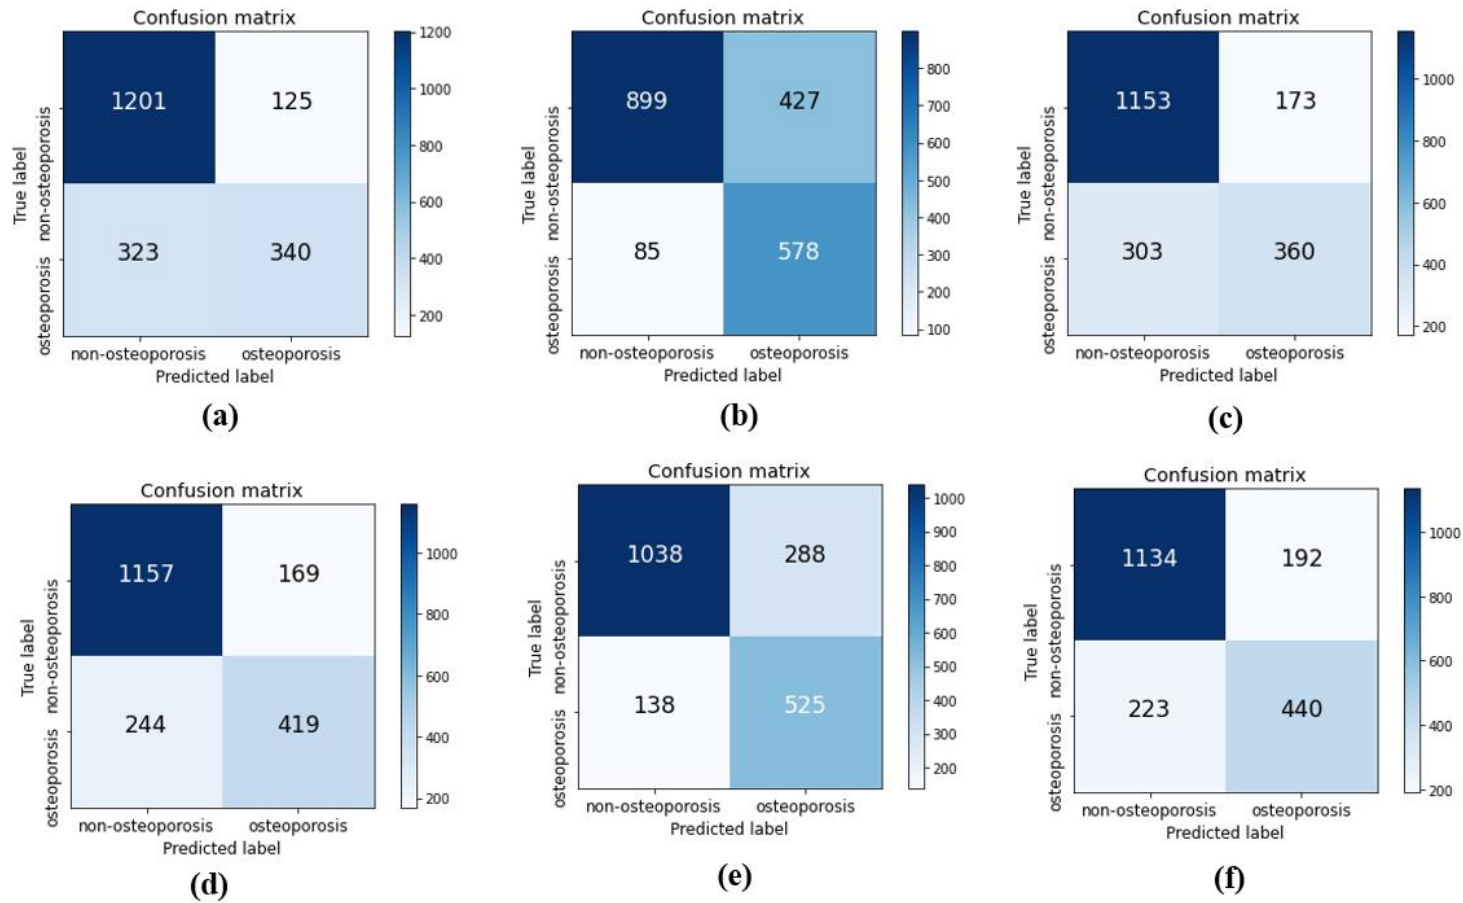 Confusion matrix
1201 125
323 340
True label
non-osteoporosis
osteoporosis
non-osteoporosis osteoporosis
Predicted label
1200
1000
800
600
400
200
(a)
Confusion matrix
899 427
85 578
True label
non-osteoporosis
osteoporosis
non-osteoporosis osteoporosis
Predicted label
800
700
600
500
400
300
200
100
(b)
Confusion matrix
1153 173
303 360
True label
non-osteoporosis
osteoporosis
non-osteoporosis osteoporosis
Predicted label
1000
800
600
400
200
(c)
Confusion matrix
1157 169
244 419
True label
non-osteoporosis
osteoporosis
non-osteoporosis osteoporosis
Predicted label
1000
800
600
400
200
(d)
Confusion matrix
1038 288
138 525
True label
non-osteoporosis
osteoporosis
non-osteoporosis osteoporosis
Predicted label
1000
900
800
700
600
500
400
300
200
(e)
Confusion matrix
1134 192
223 440
True label
non-osteoporosis
osteoporosis
non-osteoporosis osteoporosis
Predicted label
1000
800
600
400
200
(f)